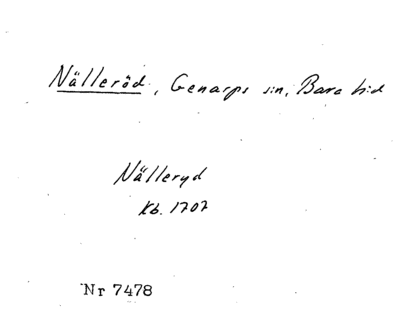 Nälleröd, Genarps sn, Bara hd
Nälleryd
Kb. 1707
Nr 7478